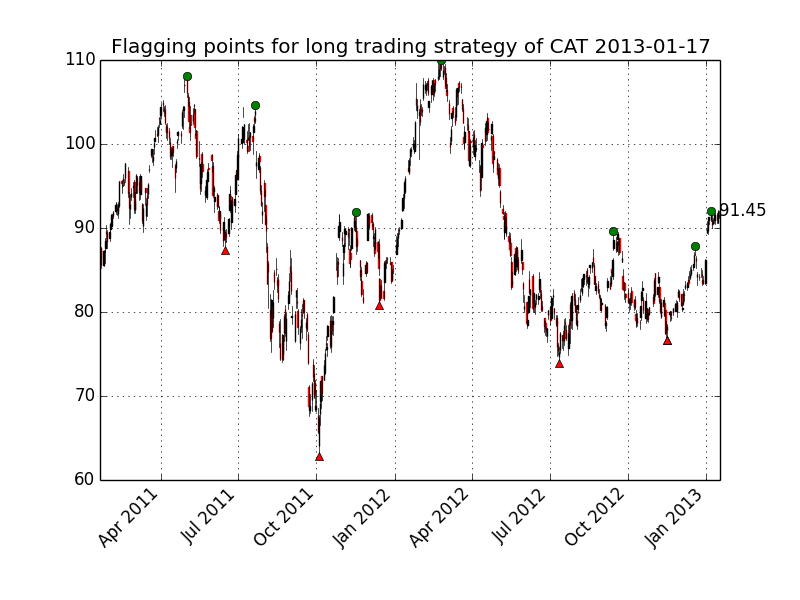 Flagging points for long trading strategy of CAT 2013-01-17
110
100
90
80
70
60
91.45
Apr 2011
Jul 2011
Oct 2011
Jan 2012
Apr 2012
Jul 2012
Oct 2012
Jan 2013